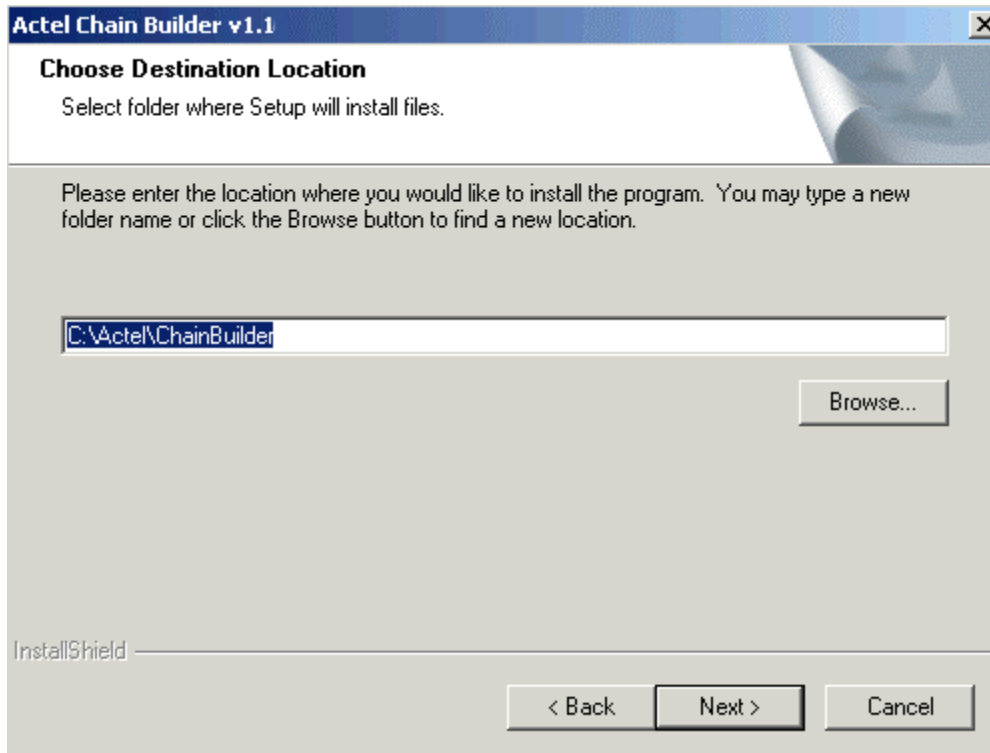 Actel Chain Builder v1.1
Choose Destination Location
Select folder where Setup will install files.
Please enter the location where you would like to install the program.  You may type a new
folder name or click the Browse button to find a new location.
C:\Actel\ChainBuilder
Browse...
InstallShield
< Back
Next >
Cancel